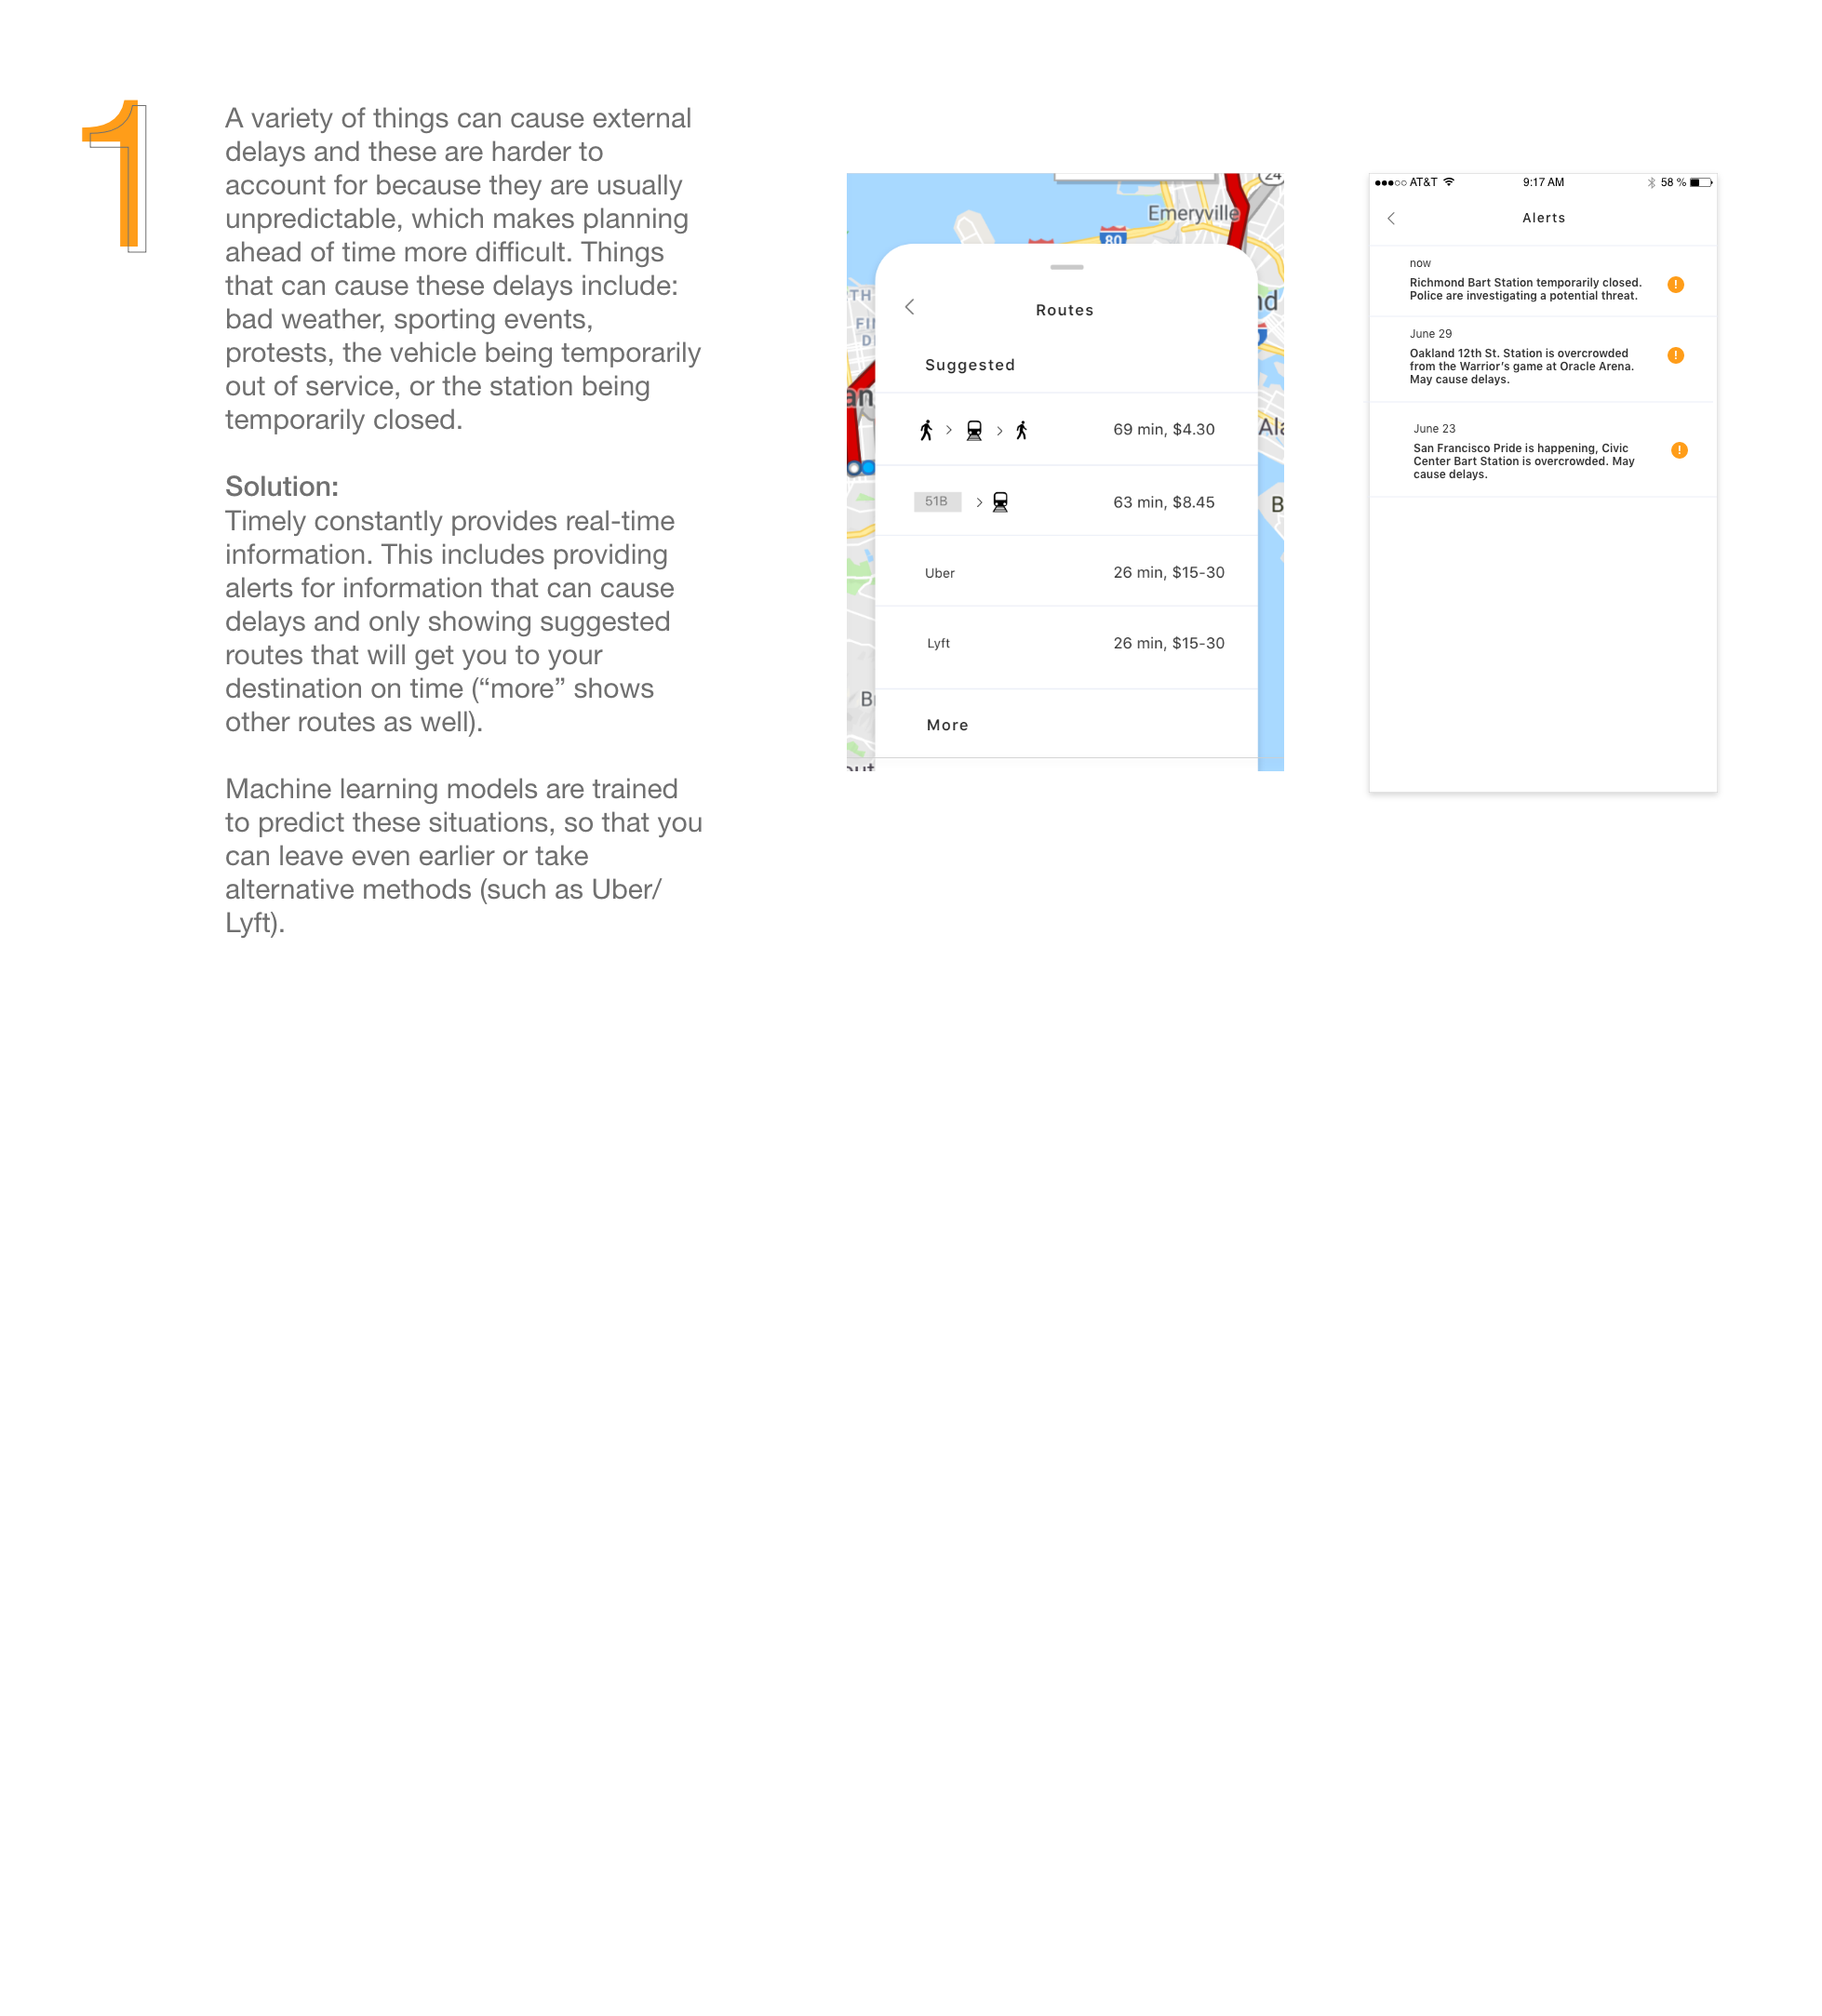 1
A variety of things can cause external
delays and these are harder to
account for because they are usually
unpredictable, which makes planning
ahead of time more difficult. Things
that can cause these delays include:
bad weather, sporting events,
protests, the vehicle being temporarily
out of service, or the station being
temporarily closed.
Solution:
Timely constantly provides real-time
information. This includes providing
alerts for information that can cause
delays and only showing suggested
routes that will get you to your
destination on time (“more” shows
other routes as well).
Machine learning models are trained
to predict these situations, so that you
can leave even earlier or take
alternative methods (such as Uber/
Lyft).
24
Emeryville
80
Routes
Suggested
69 min, $4.30
51B
63 min, $8.45
Uber
26 min, $15-30
Lyft
26 min, $15-30
More
AT&T 9:17 AM 58 %
Alerts
now
Richmond Bart Station temporarily closed.
Police are investigating a potential threat.
June 29
Oakland 12th St. Station is overcrowded
from the Warrior’s game at Oracle Arena.
May cause delays.
June 23
San Francisco Pride is happening, Civic
Center Bart Station is overcrowded. May
cause delays.